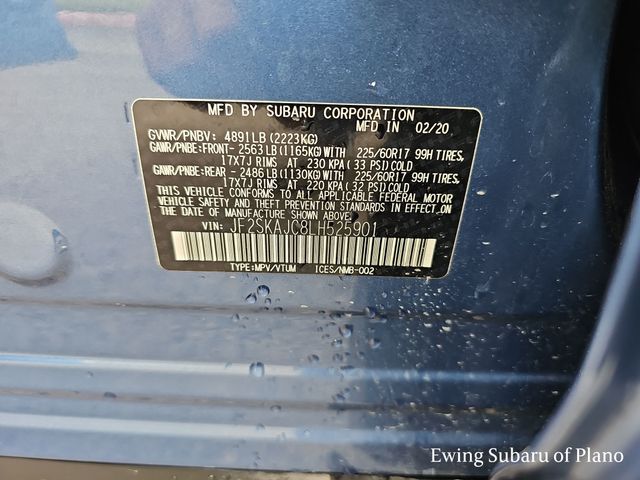 MFD BY SUBARU CORPORATION
MFD IN 02/20
GVWR/PNBV: 4891LB(2223KG)
GAWR/PNBE:FRONT- 2563LB(1165KG)WITH 225/60R17 99H TIRES,
17X7J RIMS AT 230 KPA(33 PSI)COLD
GAWR/PNBE:REAR -2486LB(1130KG)WITH 225/60R17 99H TIRES,
17X7J RIMS AT 220 KPA(32 PSI)COLD
THIS VEHICLE CONFORMS TO ALL APPLICABLE FEDERAL MOTOR
VEHICLE SAFETY AND THEFT PREVENTION STANDARDS IN EFFECT ON
THE DATE OF MANUFACTURE SHOWN ABOVE.
VIN: JF2SKAJC8LH525901
TYPE:MPV/VTUM ICES/NMB-002
Ewing Subaru of Plano